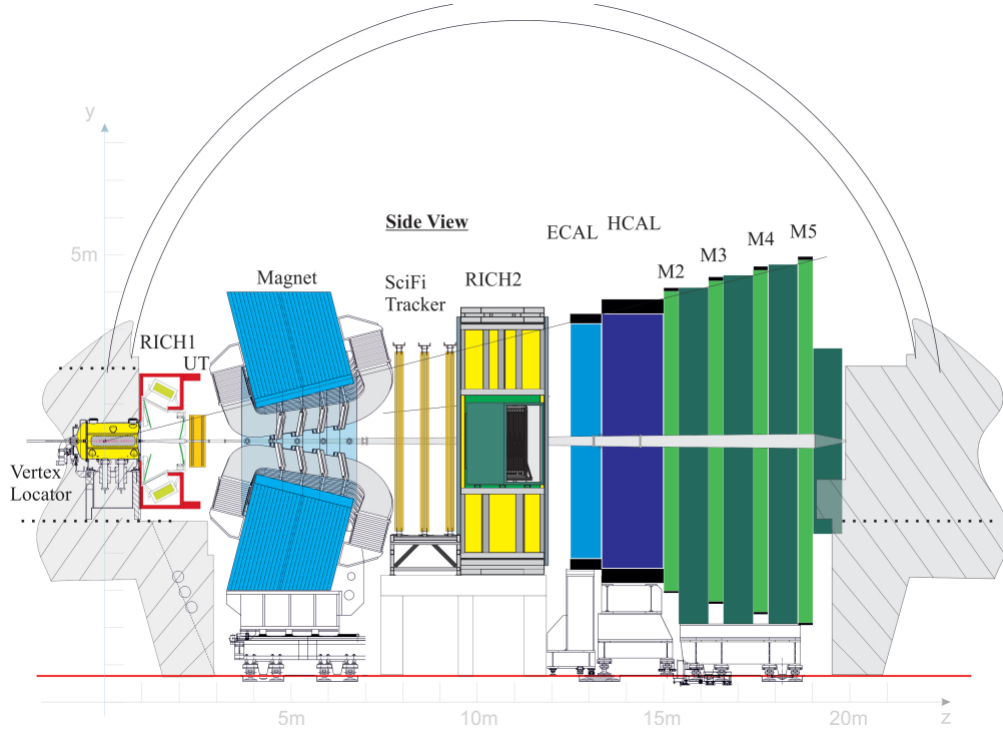 y
Side View
ECAL
HCAL
M5
M4
M3
M2
5m
Magnet
SciFi
Tracker
RICH2
RICH1
UT
Vertex
Locator
5m
10m
15m
20m
z